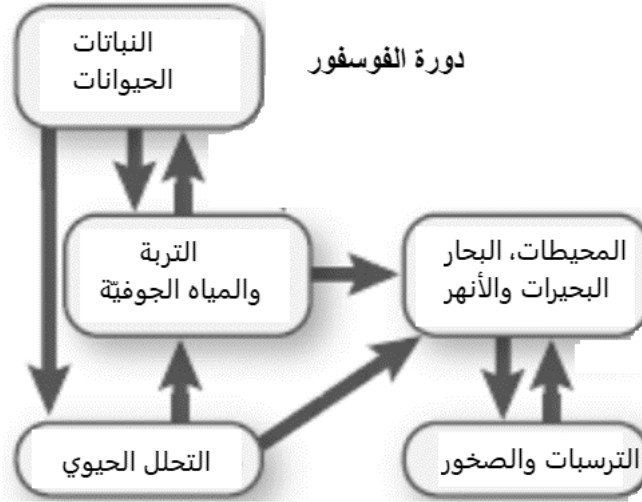 دورة الفوسفور
النباتات
الحيوانات
التربة
والمياه الجوفيّة
المحيطات، البحار
البحيرات والأنهر
التحلل الحيوي
الترسبات والصخور